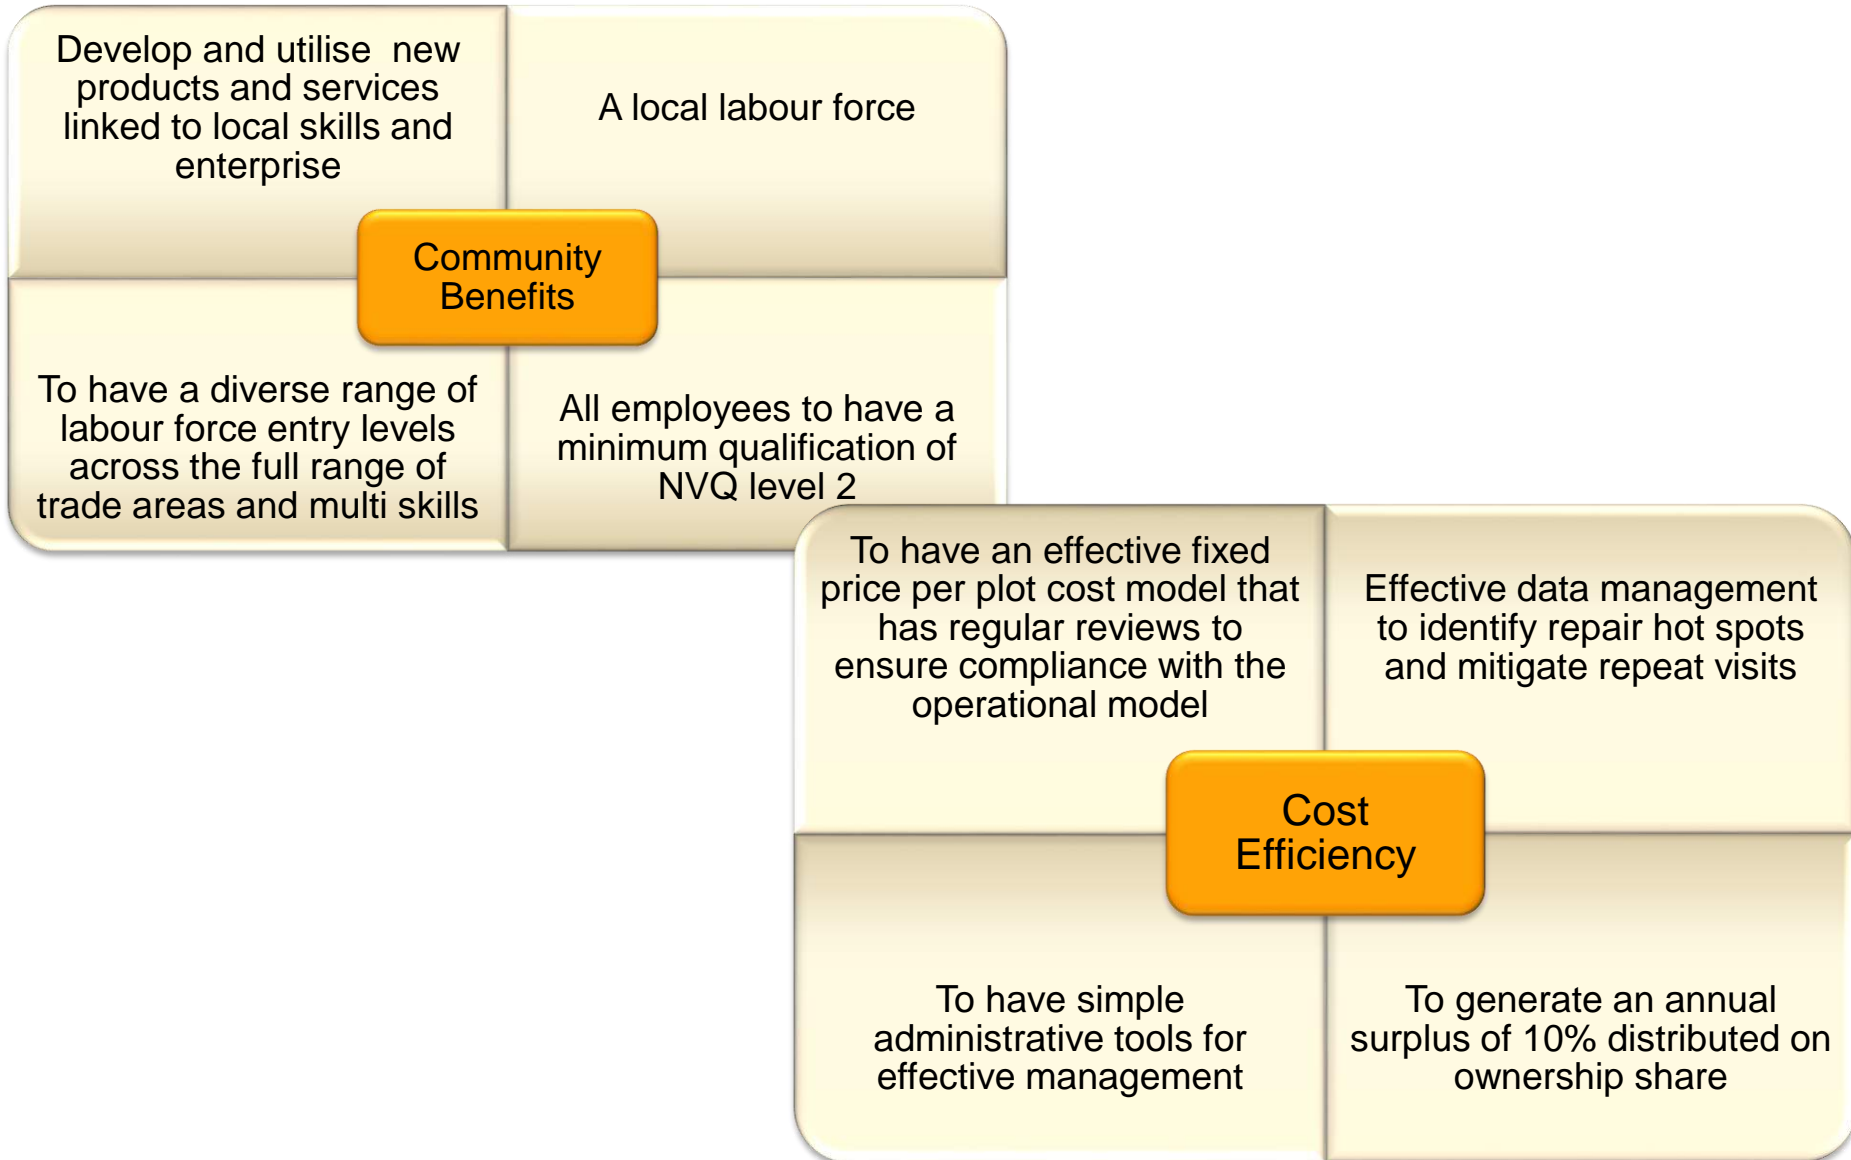 Develop and utilise  new
products and services
linked to local skills and
enterprise
A local labour force
Community
Benefits
To have a diverse range of
labour force entry levels
across the full range of
trade areas and multi skills
All employees to have a
minimum qualification of
NVQ level 2
To have an effective fixed
price per plot cost model that
has regular reviews to
ensure compliance with the
operational model
Effective data management
to identify repair hot spots
and mitigate repeat visits
Cost
Efficiency
To have simple
administrative tools for
effective management
To generate an annual
surplus of 10% distributed on
ownership share